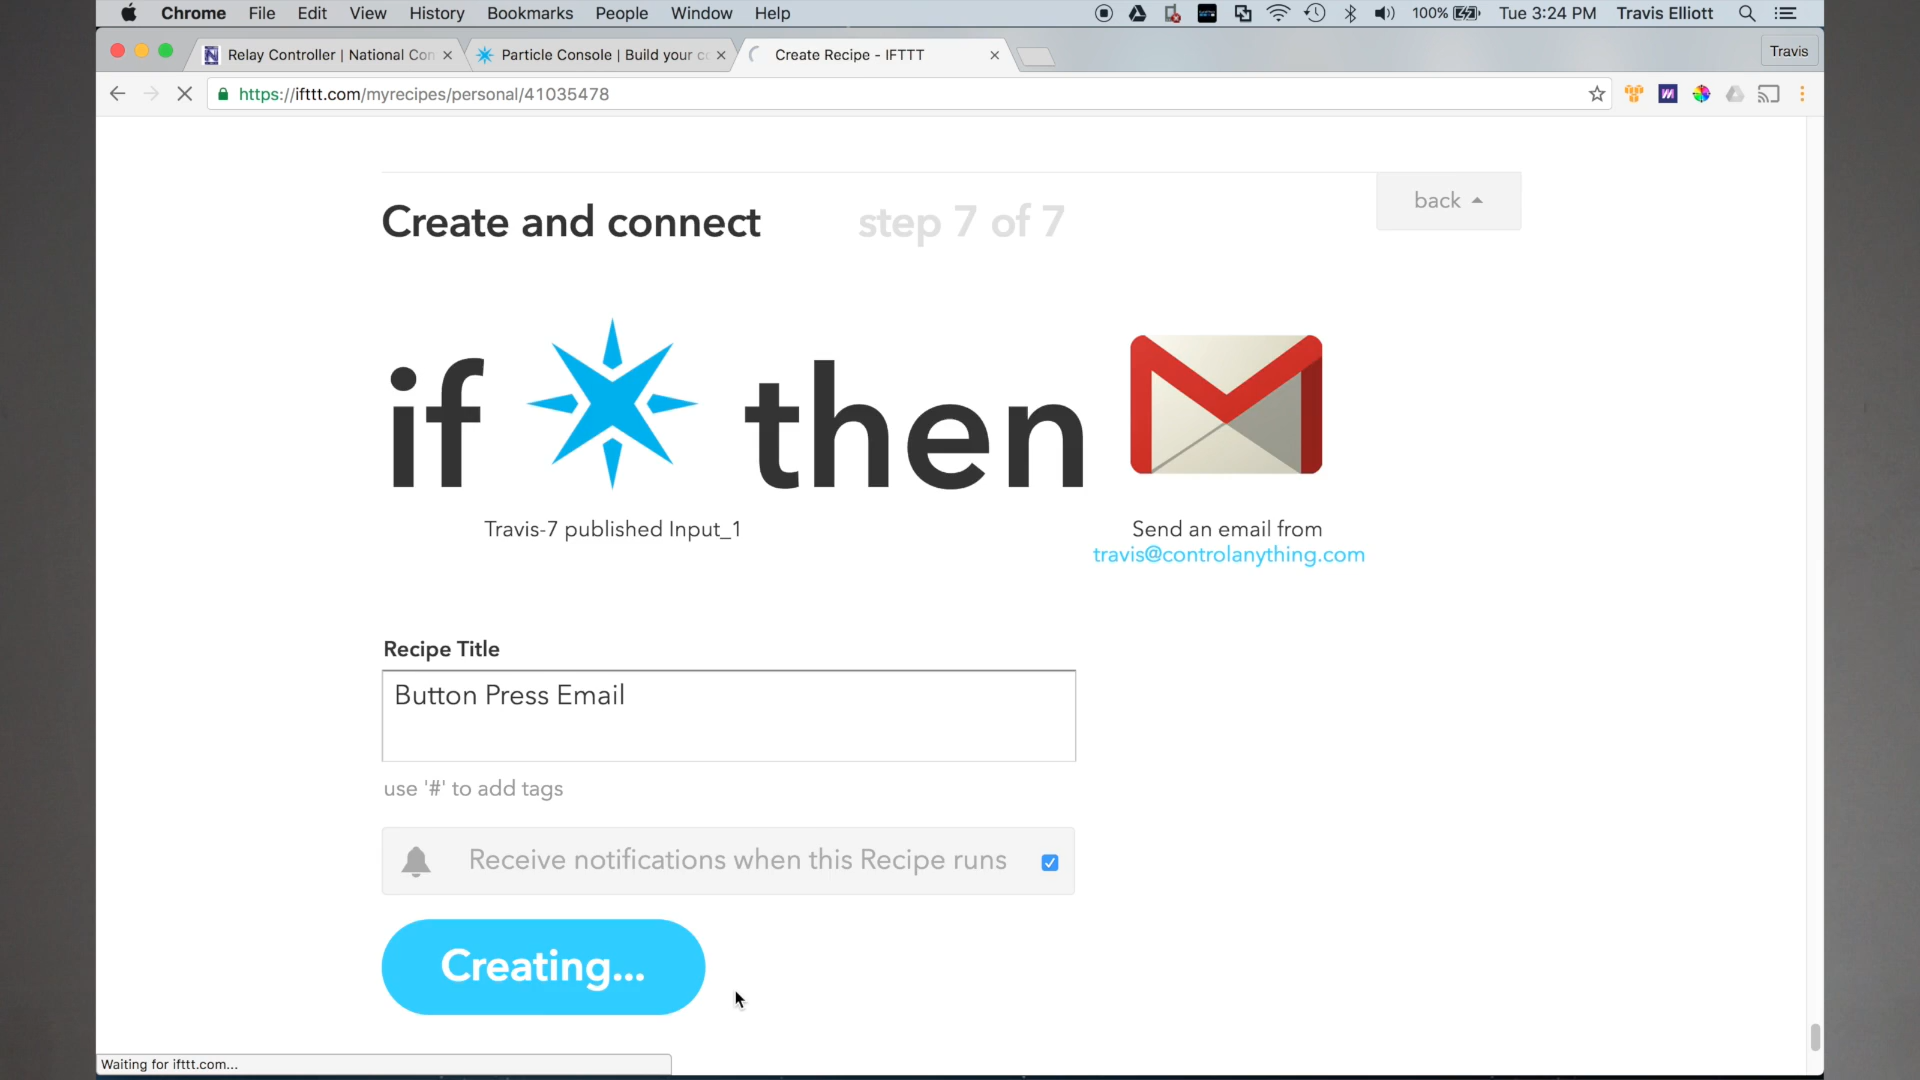 Chrome File Edit View History Bookmarks People Window Help 100% Tue 3:24 PM Travis Elliott
Relay Controller | National Con Particle Console | Build your c Create Recipe - IFTTT Travis
https://ifttt.com/myrecipes/personal/41035478
Create and connect step 7 of 7 back
if then
Travis-7 published Input_1
Send an email from
travis@controlanything.com
Recipe Title
Button Press Email
use '#' to add tags
Receive notifications when this Recipe runs
Creating...
Waiting for ifttt.com...